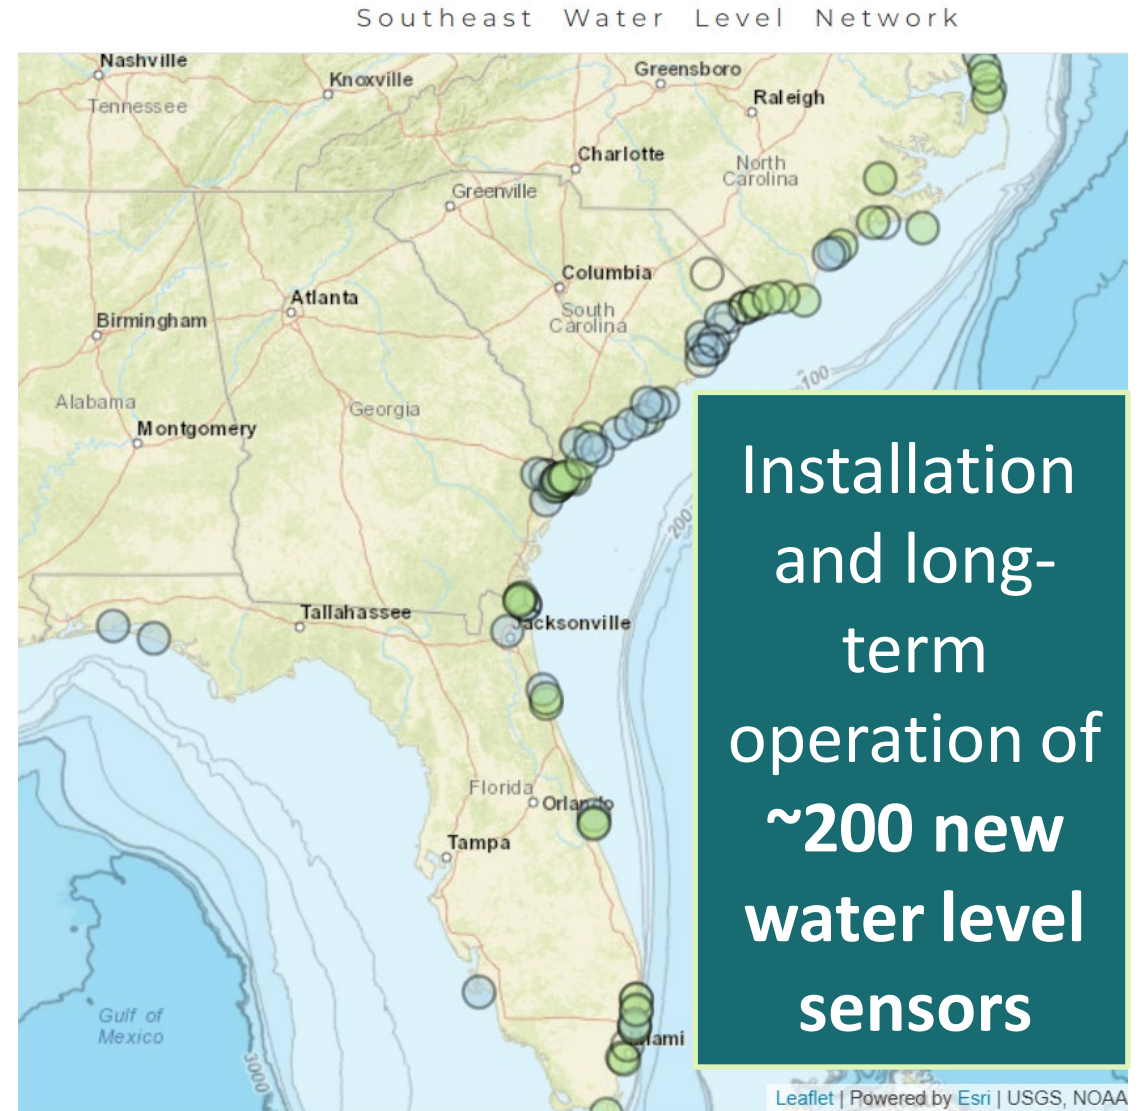 Southeast Water Level Network
Nashville
Knoxville
Tennessee
Greensboro
Raleigh
Charlotte
North
Carolina
Greenville
Columbia
South
Carolina
Atlanta
Birmingham
Alabama
Georgia
Montgomery
100
200
Tallahassee
Jacksonville
Florida
Orlando
Tampa
Gulf of
Mexico
3000
Miami
Installation
and long-
term
operation of
~200 new
water level
sensors
Leaflet | Powered by Esri | USGS, NOAA